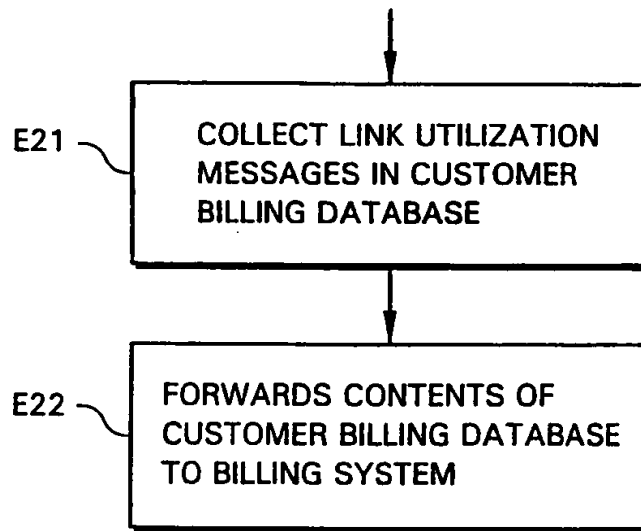 E21
COLLECT LINK UTILIZATION
MESSAGES IN CUSTOMER
BILLING DATABASE
E22
FORWARDS CONTENTS OF
CUSTOMER BILLING DATABASE
TO BILLING SYSTEM